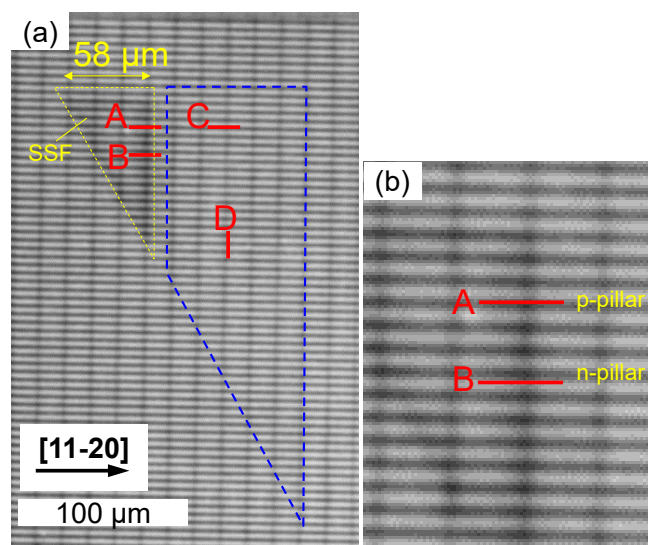 (a)
58 μm
A
C
SSF
B
D
[11-20]
100 μm
(b)
A
p-pillar
B
n-pillar